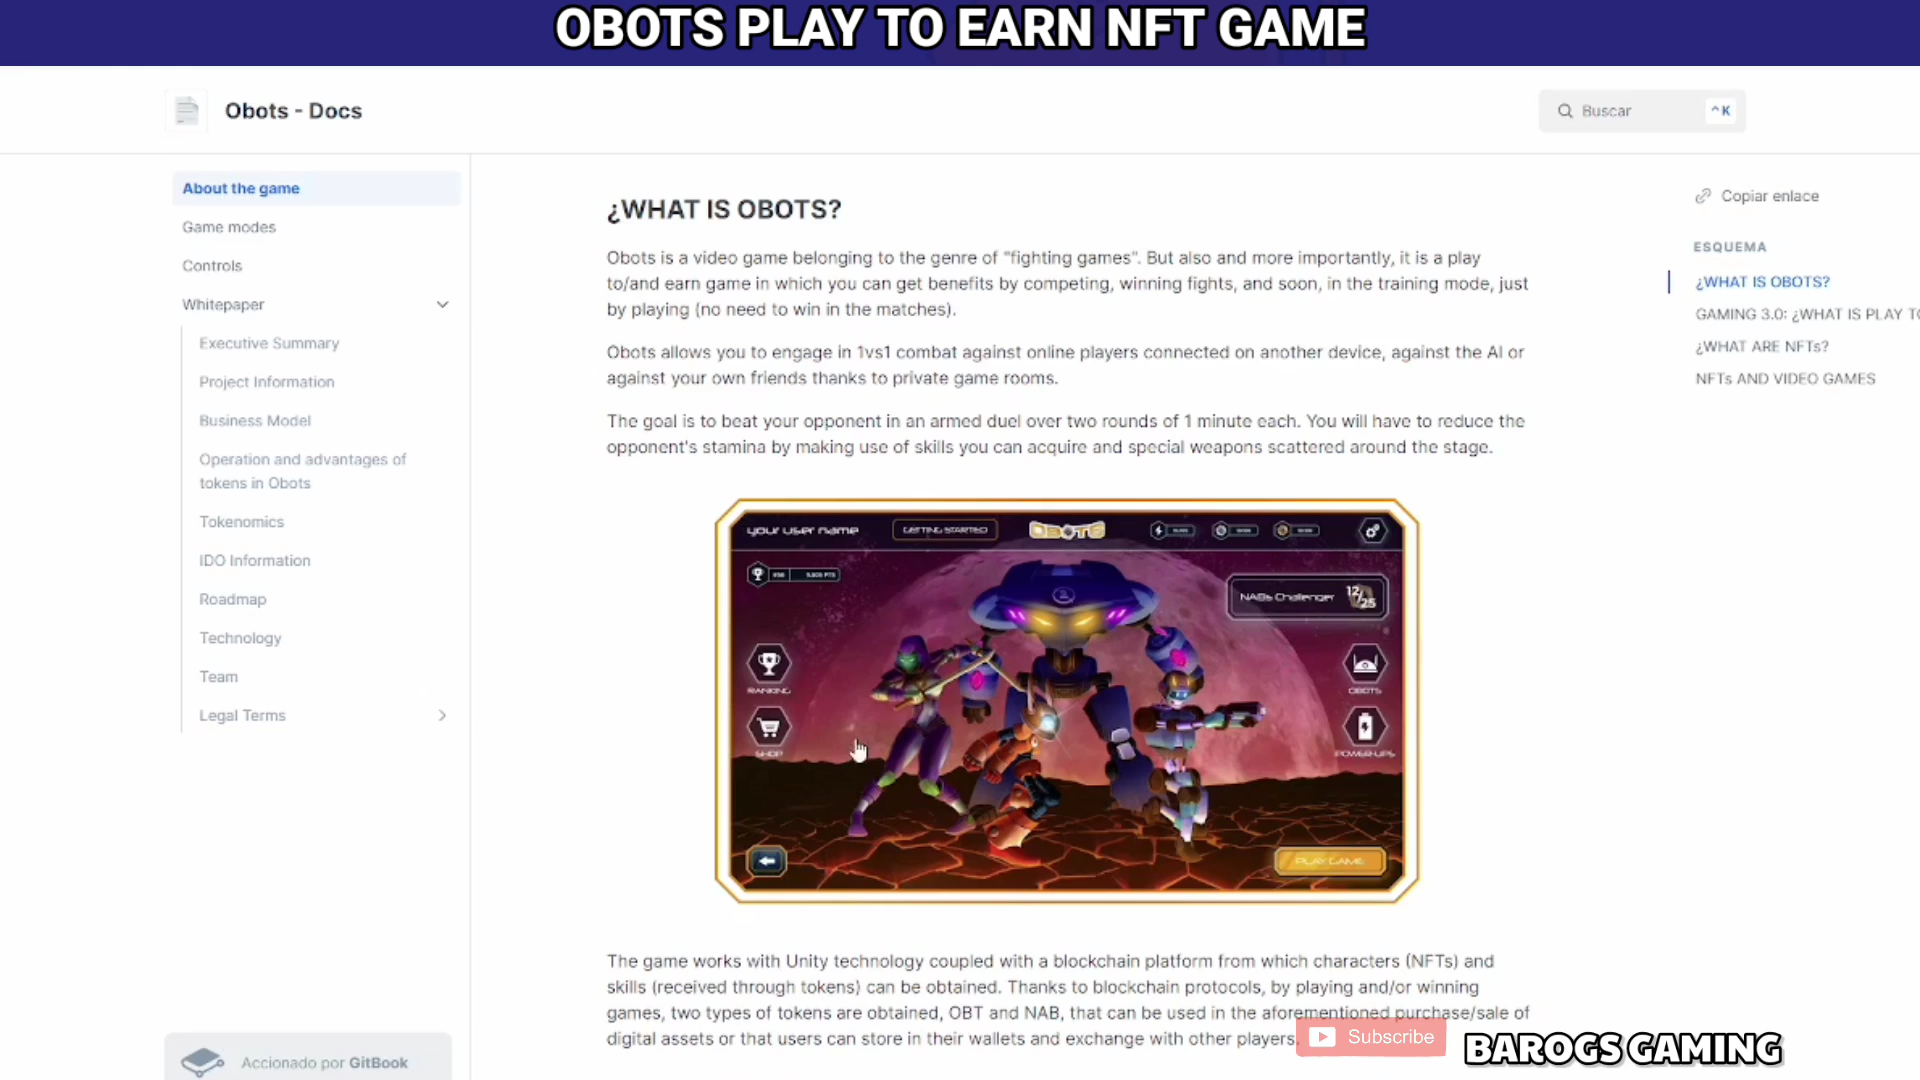 OBOTS PLAY TO EARN NFT GAME
Obots - Docs
Buscar
^K
About the game
Game modes
Controls
Whitepaper
Executive Summary
Project Information
Business Model
Operation and advantages of
tokens in Obots
Tokenomics
IDO Information
Roadmap
Technology
Team
Legal Terms
Accionado por GitBook
¿WHAT IS OBOTS?
Obots is a video game belonging to the genre of "fighting games". But also and more importantly, it is a play
to/and earn game in which you can get benefits by competing, winning fights, and soon, in the training mode, just
by playing (no need to win in the matches).
Obots allows you to engage in 1vs1 combat against online players connected on another device, against the AI or
against your own friends thanks to private game rooms.
The goal is to beat your opponent in an armed duel over two rounds of 1 minute each. You will have to reduce the
opponent's stamina by making use of skills you can acquire and special weapons scattered around the stage.
your user name
GETTING STARTED
OBOTS
NABs Challenger
12/25
RANKING
SHOP
OBOTS
POWER-UPS
PLAY GAME
The game works with Unity technology coupled with a blockchain platform from which characters (NFTs) and
skills (received through tokens) can be obtained. Thanks to blockchain protocols, by playing and/or winning
games, two types of tokens are obtained, OBT and NAB, that can be used in the aforementioned purchase/sale of
digital assets or that users can store in their wallets and exchange with other players.
Copiar enlace
ESQUEMA
¿WHAT IS OBOTS?
GAMING 3.0: ¿WHAT IS PLAY TO
¿WHAT ARE NFTs?
NFTs AND VIDEO GAMES
Subscribe
BAROGS GAMING